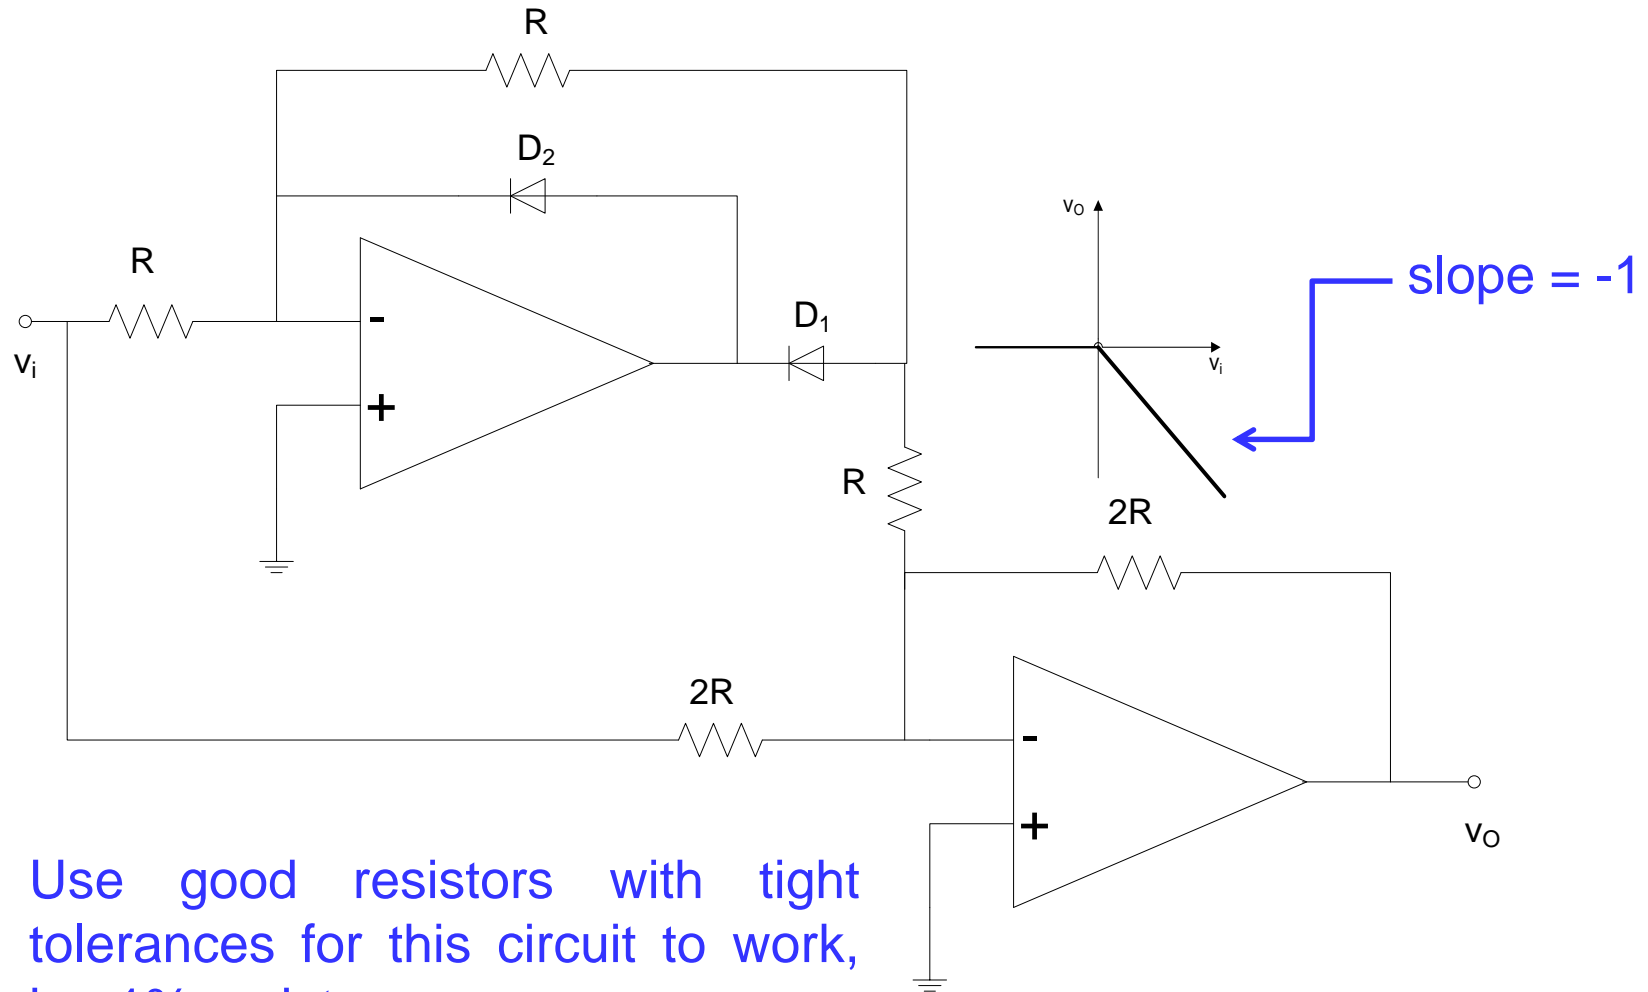 R
D2
R
D1
vO
slope = -1
-
vi
vi
+
R
2R
2R
-
+
vO
Use good resistors with tight
tolerances for this circuit to work,